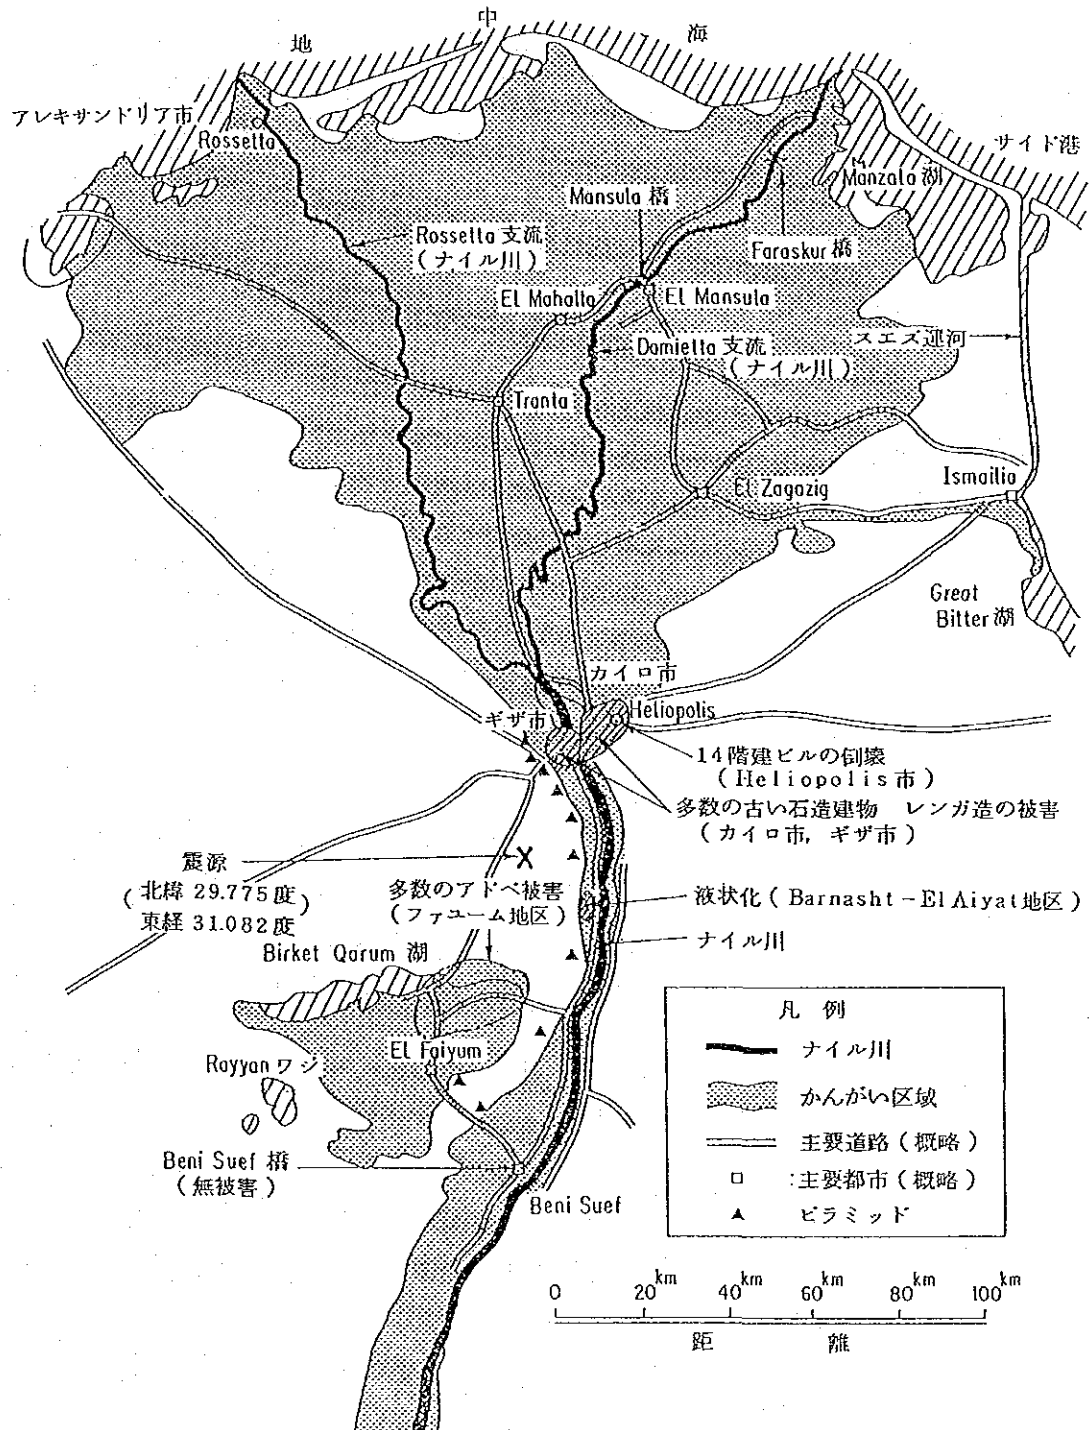 地 中 海
アレキサンドリア市
Rossetta
サイド港
Manzala 湖
Mansula 橋
Rossetta 支流
(ナイル川)
Faraskur 橋
El Mahalla
El Mansula
スエズ運河
Domietta 支流
(ナイル川)
Tranta
El Zagazig
Ismailia
Great
Bitter 湖
カイロ市
ギザ市
Heliopolis
14階建ビルの倒壊
(Heliopolis市)
多数の古い石造建物 レンガ造の被害
(カイロ市, ギザ市)
震源
(北緯 29.775度
東経 31.082度)
多数のアドベ被害
(ファユーム地区)
液状化(Barnasht-El Aiyat地区)
ナイル川
Birket Qarum 湖
El Faiyum
Rayyan ワジ
Beni Suef 橋
(無被害)
Beni Suef
凡 例
ナイル川
かんがい区域
主要道路(概略)
:主要都市(概略)
ピラミッド
0 20km 40km 60km 80km 100km
距 離